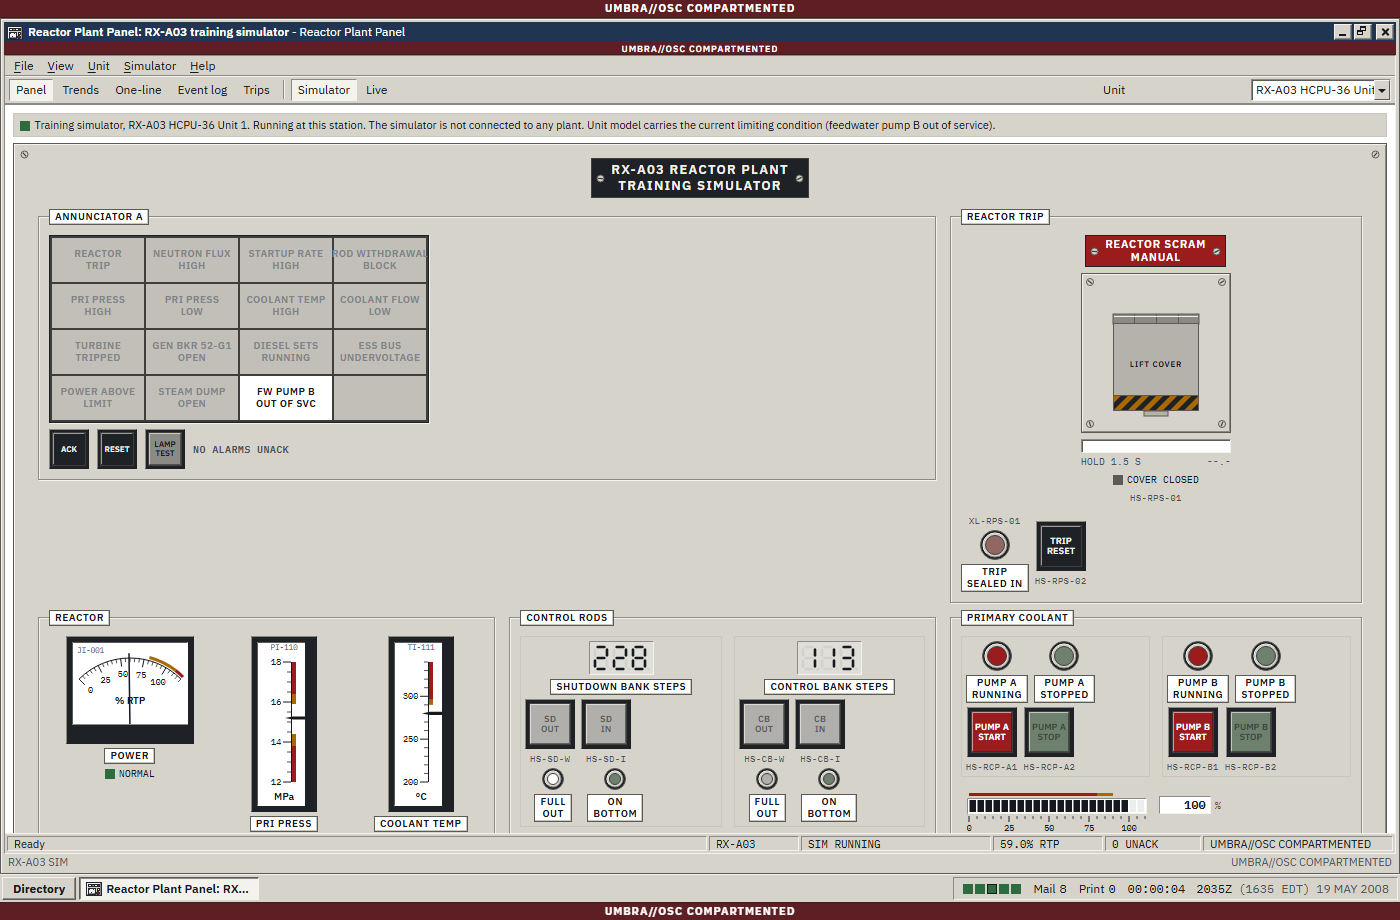 UMBRA//OSC COMPARTMENTED
Reactor Plant Panel: RX-A03 training simulator - Reactor Plant Panel
UMBRA//OSC COMPARTMENTED
File View Unit Simulator Help
Panel Trends One-line Event log Trips Simulator Live Unit RX-A03 HCPU-36 Unit
Training simulator, RX-A03 HCPU-36 Unit 1. Running at this station. The simulator is not connected to any plant. Unit model carries the current limiting condition (feedwater pump B out of service).
RX-A03 REACTOR PLANT
TRAINING SIMULATOR
ANNUNCIATOR A
REACTOR TRIP
NEUTRON FLUX HIGH
STARTUP RATE HIGH
ROD WITHDRAWAL BLOCK
PRI PRESS HIGH
PRI PRESS LOW
COOLANT TEMP HIGH
COOLANT FLOW LOW
TURBINE TRIPPED
GEN BKR 52-G1 OPEN
DIESEL SETS RUNNING
ESS BUS UNDERVOLTAGE
POWER ABOVE LIMIT
STEAM DUMP OPEN
FW PUMP B OUT OF SVC
ACK RESET LAMP TEST NO ALARMS UNACK
REACTOR TRIP
REACTOR SCRAM
MANUAL
LIFT COVER
HOLD 1.5 S --.-
COVER CLOSED
HS-RPS-01
XL-RPS-01
TRIP SEALED IN
TRIP RESET
HS-RPS-02
REACTOR
JI-001
0 25 50 75 100
% RTP
POWER
NORMAL
PI-110
18
16
14
12
MPa
PRI PRESS
TI-111
300
250
200
°C
COOLANT TEMP
CONTROL RODS
228
SHUTDOWN BANK STEPS
SD OUT
SD IN
HS-SD-W HS-SD-I
FULL OUT
ON BOTTOM
113
CONTROL BANK STEPS
CB OUT
CB IN
HS-CB-W HS-CB-I
FULL OUT
ON BOTTOM
PRIMARY COOLANT
PUMP A RUNNING
PUMP A STOPPED
PUMP A START
PUMP A STOP
HS-RCP-A1 HS-RCP-A2
PUMP B RUNNING
PUMP B STOPPED
PUMP B START
PUMP B STOP
HS-RCP-B1 HS-RCP-B2
100 %
0 25 50 75 100
Ready RX-A03 SIM RUNNING 59.0% RTP 0 UNACK UMBRA//OSC COMPARTMENTED
RX-A03 SIM UMBRA//OSC COMPARTMENTED
Directory Reactor Plant Panel: RX... Mail 8 Print 0 00:00:04 2035Z (1635 EDT) 19 MAY 2008
UMBRA//OSC COMPARTMENTED